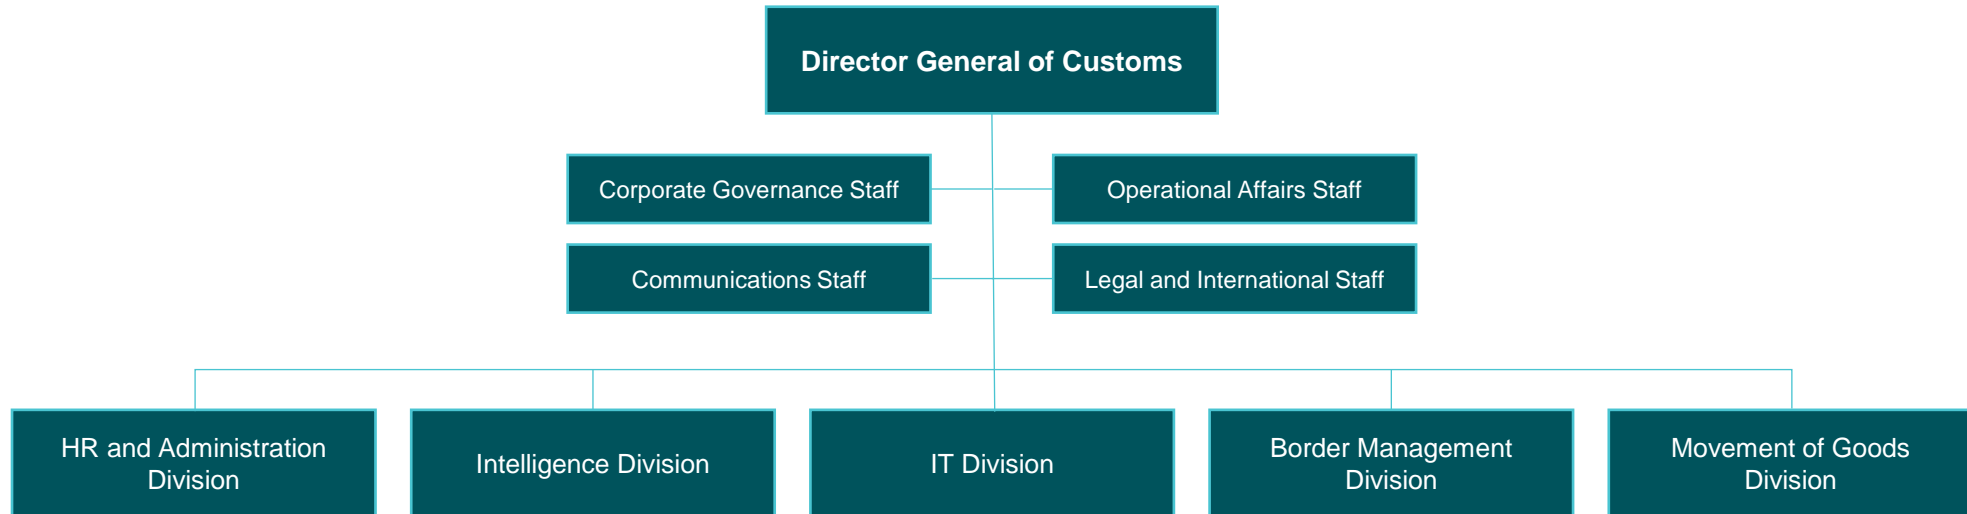 Director General of Customs
Corporate Governance Staff
Operational Affairs Staff
Communications Staff
Legal and International Staff
HR and Administration
Division
Intelligence Division
IT Division
Border Management
Division
Movement of Goods
Division